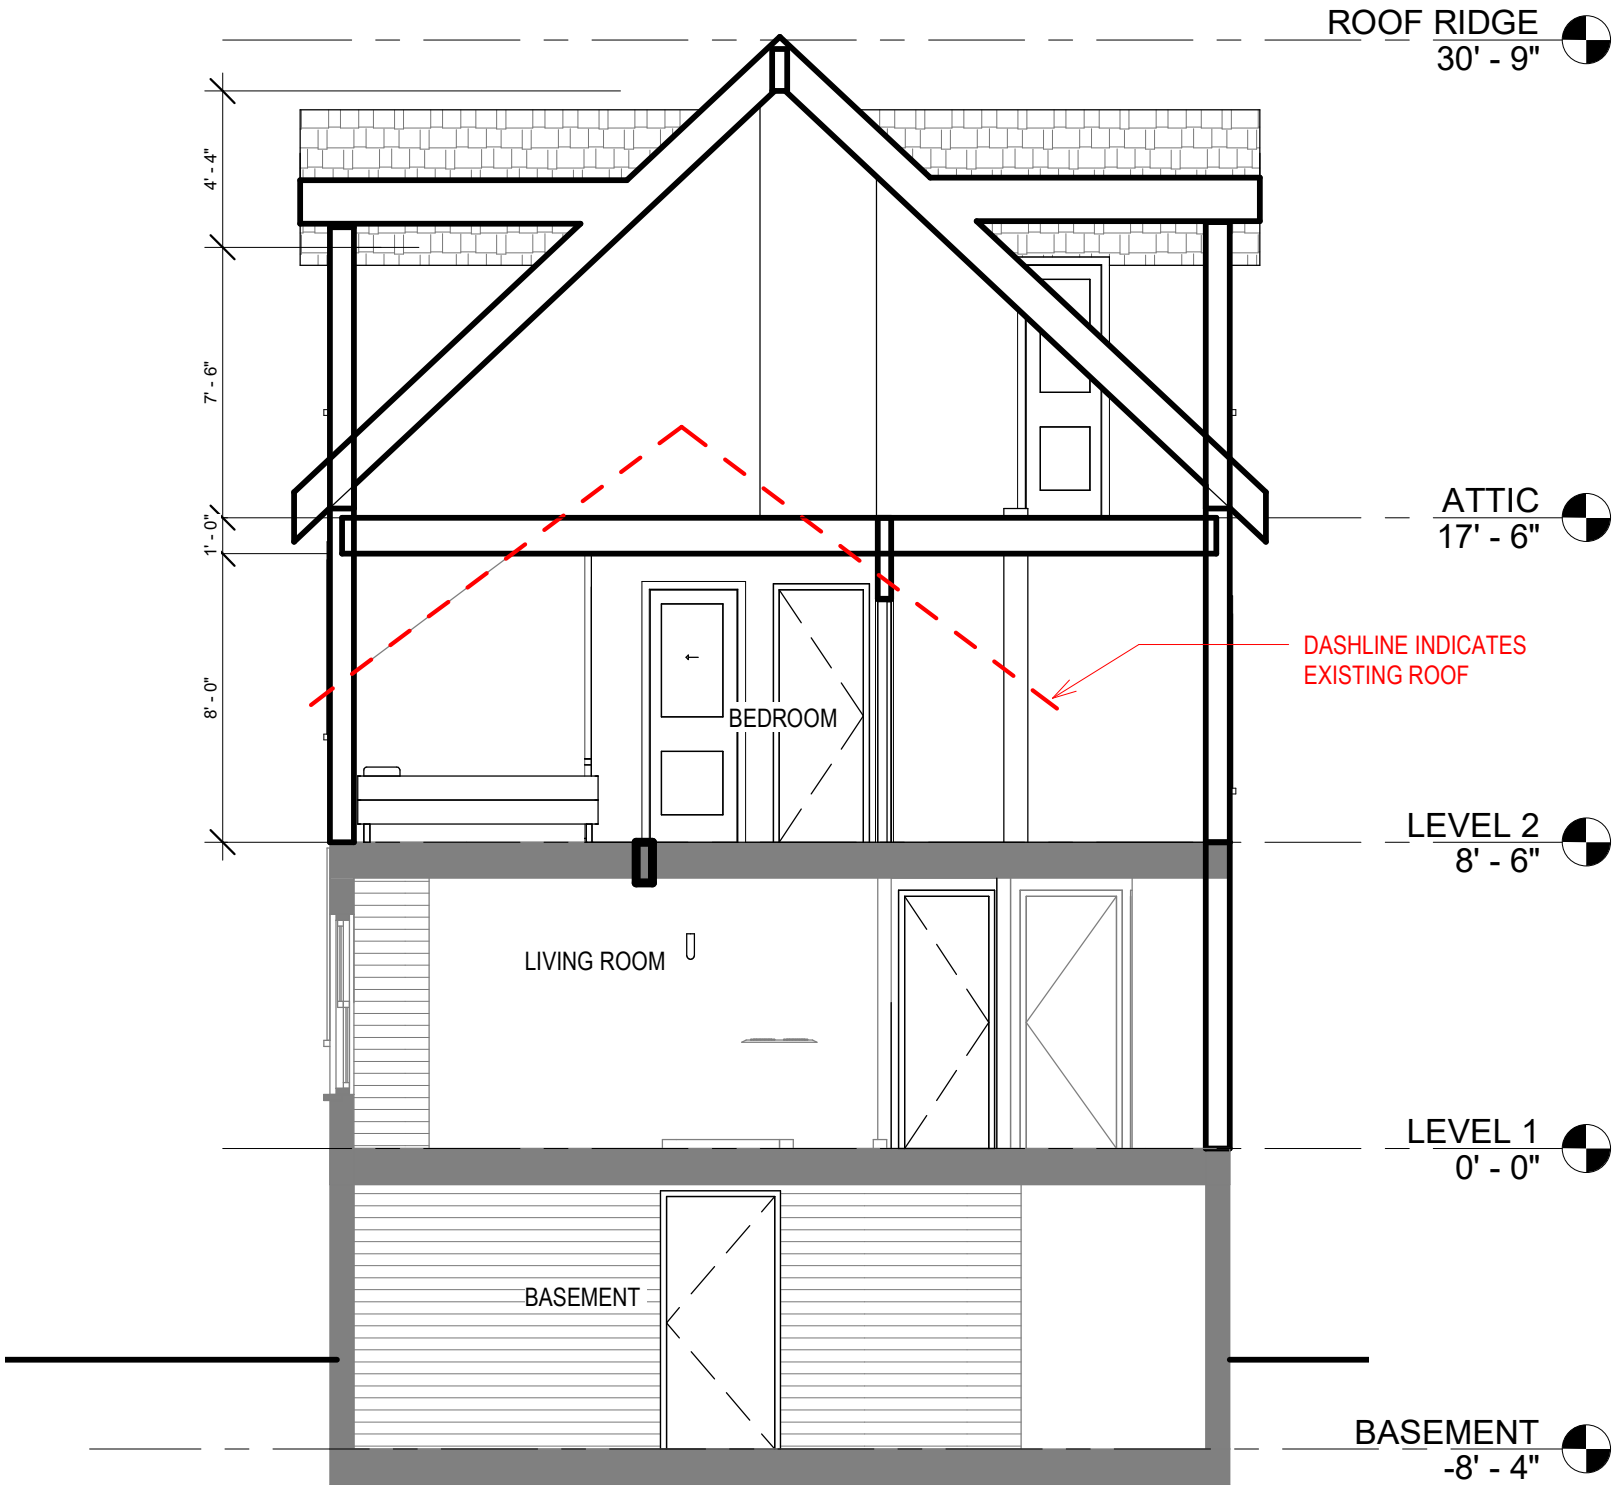 ROOF RIDGE
30' - 9"
4' - 4"
7' - 6"
ATTIC
17' - 6"
1' - 0"
DASHLINE INDICATES
EXISTING ROOF
8' - 0"
BEDROOM
LEVEL 2
8' - 6"
LIVING ROOM
LEVEL 1
0' - 0"
BASEMENT
BASEMENT
-8' - 4"